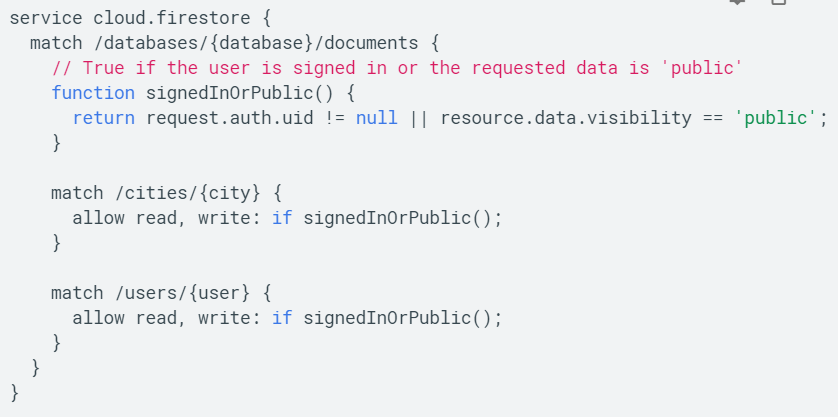 service cloud.firestore {
  match /databases/{database}/documents {
    // True if the user is signed in or the requested data is 'public'
    function signedInOrPublic() {
      return request.auth.uid != null || resource.data.visibility == 'public';
    }

    match /cities/{city} {
      allow read, write: if signedInOrPublic();
    }

    match /users/{user} {
      allow read, write: if signedInOrPublic();
    }
  }
}